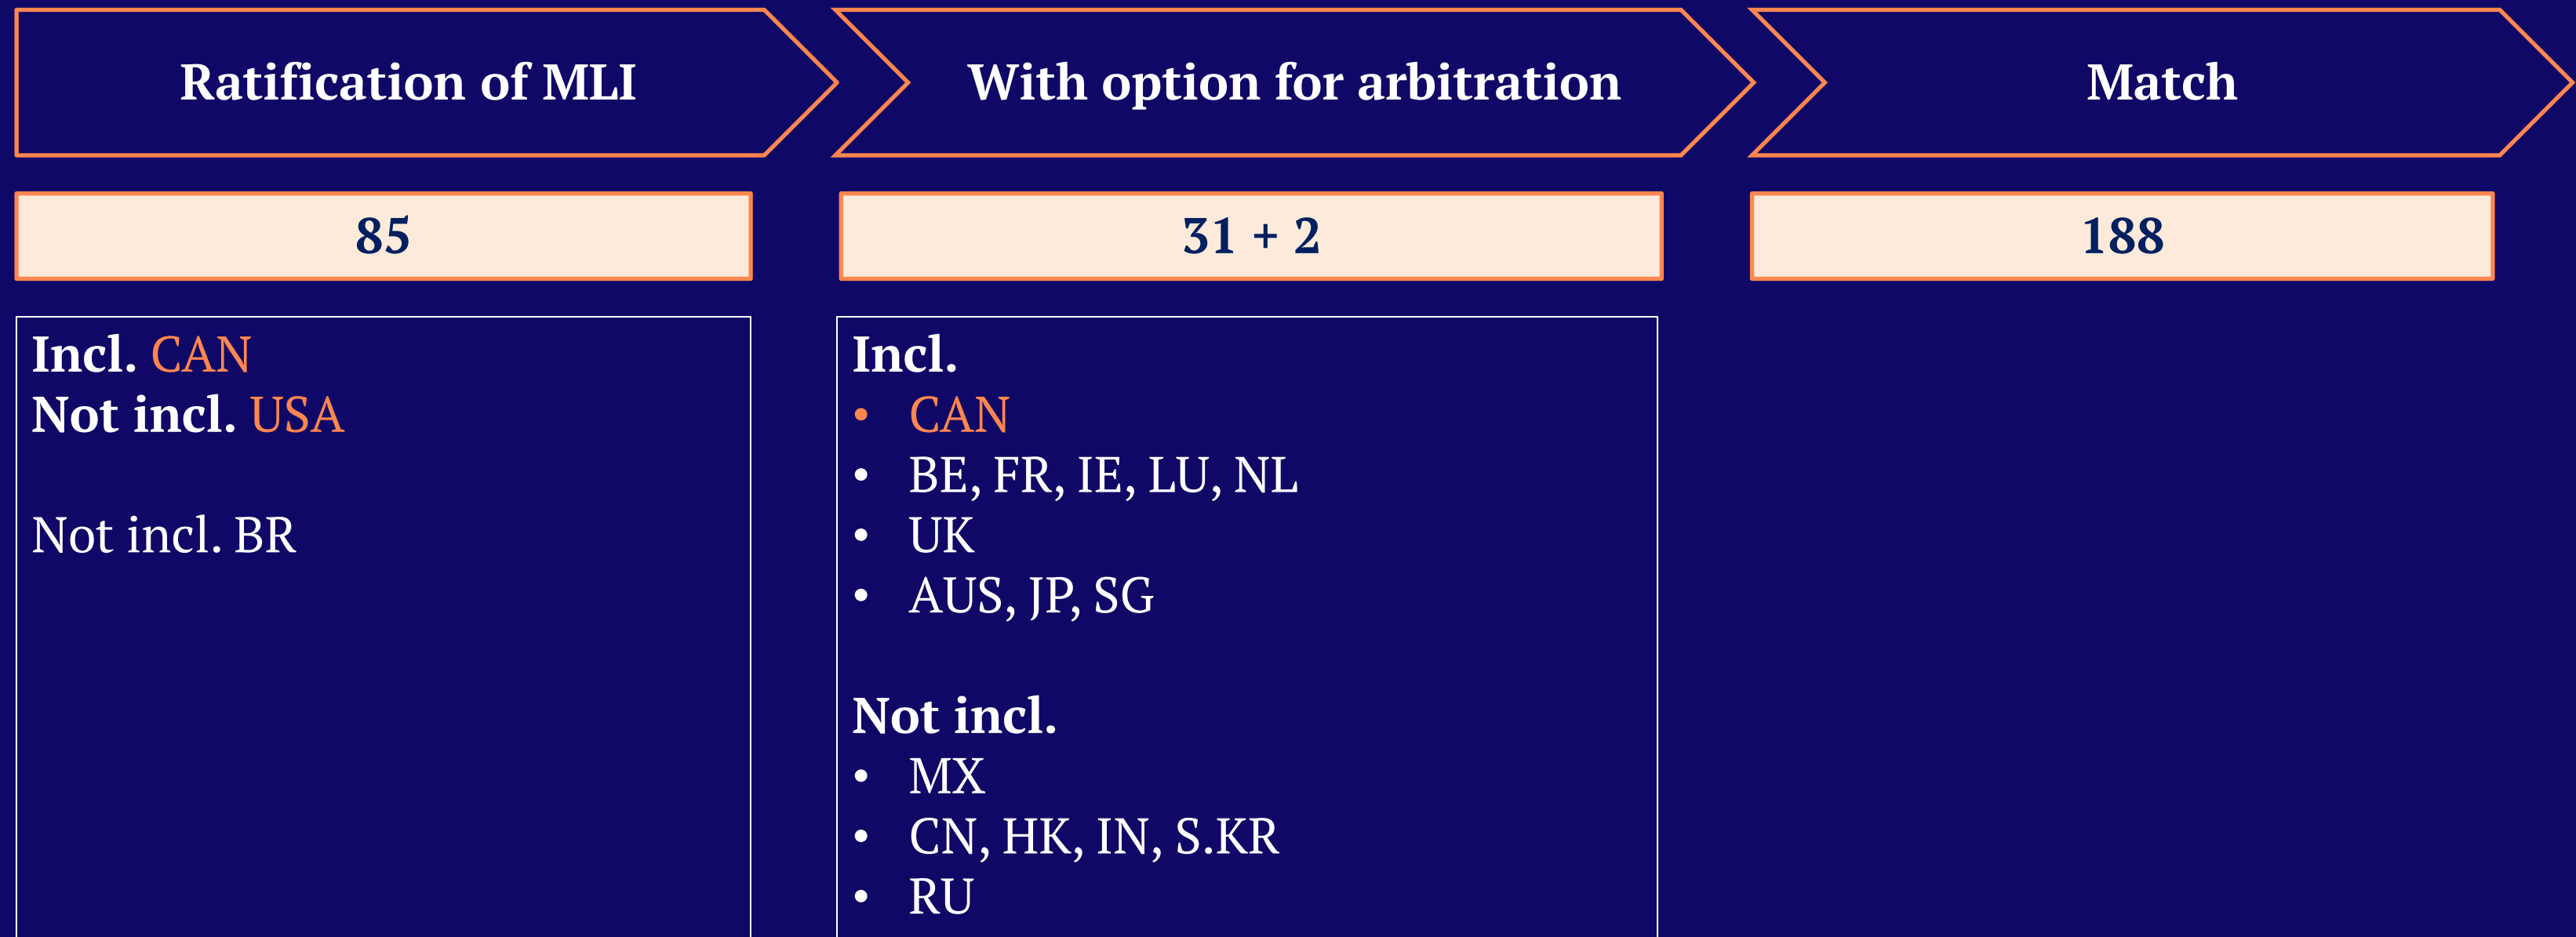 Ratification of MLI
With option for arbitration
Match
85
31 + 2
188
Incl. CAN
Not incl. USA
Not incl. BR
Incl.
• CAN
• BE, FR, IE, LU, NL
• UK
• AUS, JP, SG
Not incl.
• MX
• CN, HK, IN, S.KR
• RU